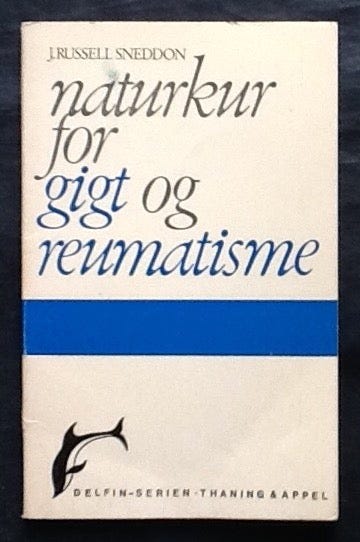 J. RUSSELL SNEDDON
naturkur
for
gigt og
reumatisme
DELFIN-SERIEN · THANING & APPEL